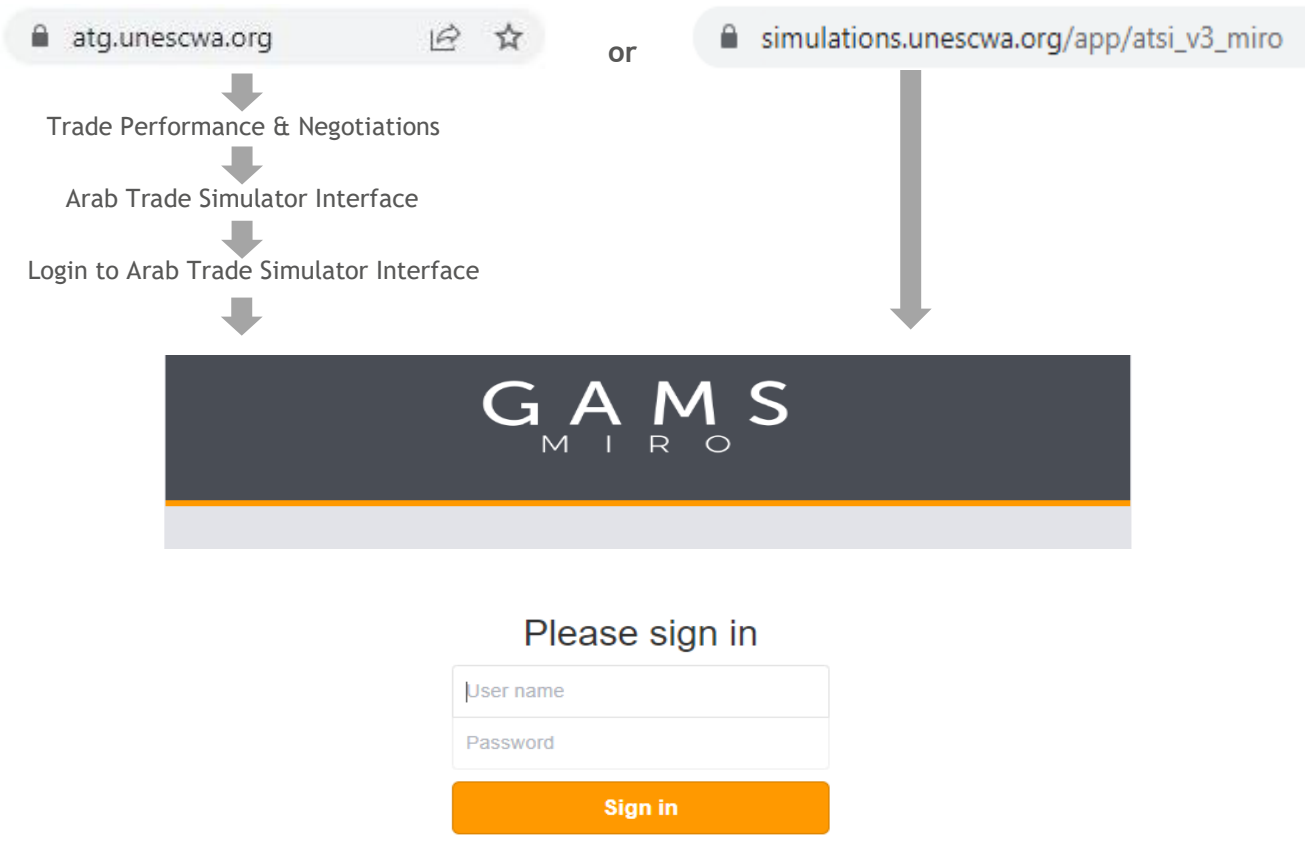 atg.unescwa.org
or
simulations.unescwa.org/app/atsi_v3_miro
Trade Performance & Negotiations
Arab Trade Simulator Interface
Login to Arab Trade Simulator Interface
GAMS
MIRO
Please sign in
User name
Password
Sign in